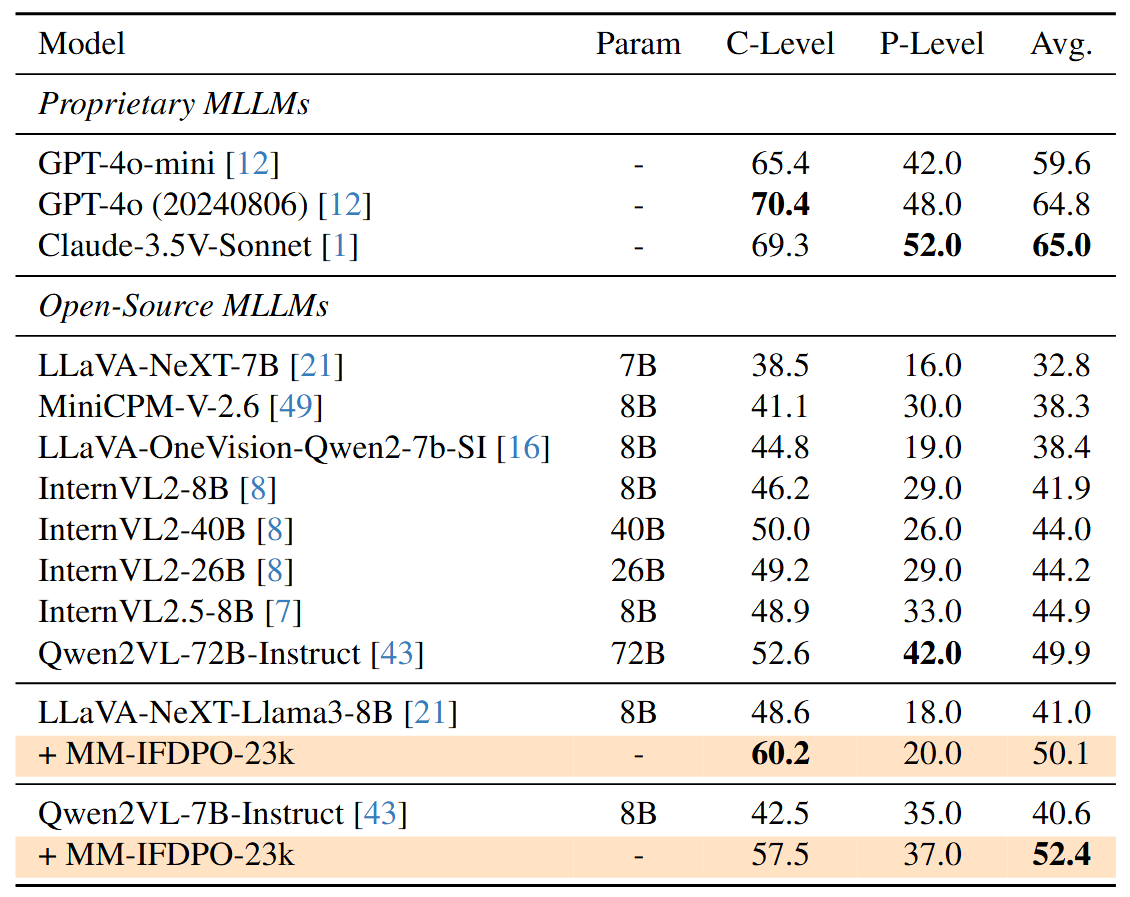 Model Param C-Level P-Level Avg.
Proprietary MLLMs
GPT-4o-mini [12] - 65.4 42.0 59.6
GPT-4o (20240806) [12] - 70.4 48.0 64.8
Claude-3.5V-Sonnet [1] - 69.3 52.0 65.0
Open-Source MLLMs
LLaVA-NeXT-7B [21] 7B 38.5 16.0 32.8
MiniCPM-V-2.6 [49] 8B 41.1 30.0 38.3
LLaVA-OneVision-Qwen2-7b-SI [16] 8B 44.8 19.0 38.4
InternVL2-8B [8] 8B 46.2 29.0 41.9
InternVL2-40B [8] 40B 50.0 26.0 44.0
InternVL2-26B [8] 26B 49.2 29.0 44.2
InternVL2.5-8B [7] 8B 48.9 33.0 44.9
Qwen2VL-72B-Instruct [43] 72B 52.6 42.0 49.9
LLaVA-NeXT-Llama3-8B [21] 8B 48.6 18.0 41.0
+ MM-IFDPO-23k - 60.2 20.0 50.1
Qwen2VL-7B-Instruct [43] 8B 42.5 35.0 40.6
+ MM-IFDPO-23k - 57.5 37.0 52.4